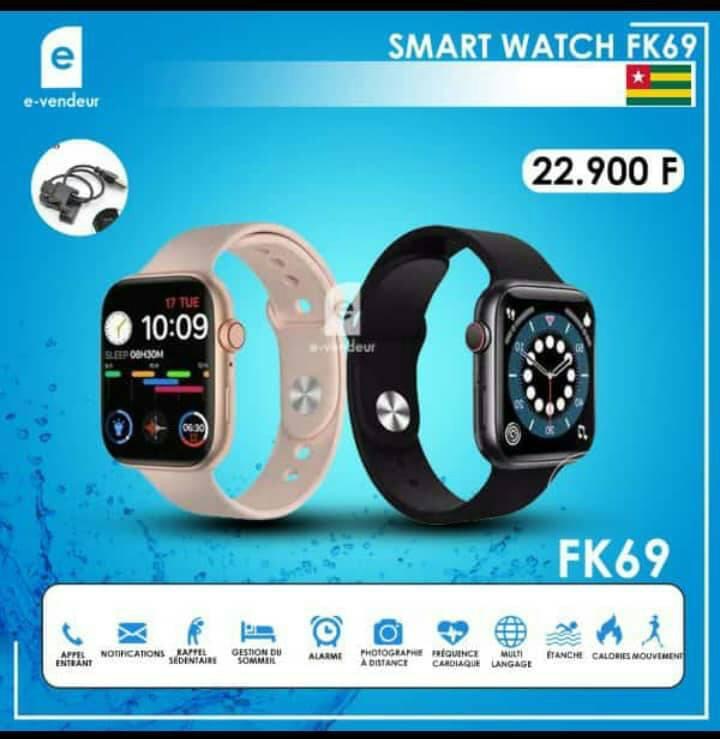 e
e-vendeur
SMART WATCH FK69
22.900 F
17 TUE
10:09
SLEEP 08H30M
06:30
e
e-vendeur
FK69
APPEL
ENTRANT
NOTIFICATIONS
RAPPEL
SÉDENTAIRE
GESTION DU
SOMMEIL
ALARME
PHOTOGRAPHIE
À DISTANCE
FRÉQUENCE
CARDIAQUE
MULTI
LANGAGE
ÉTANCHE
CALORIES
MOUVEMENT